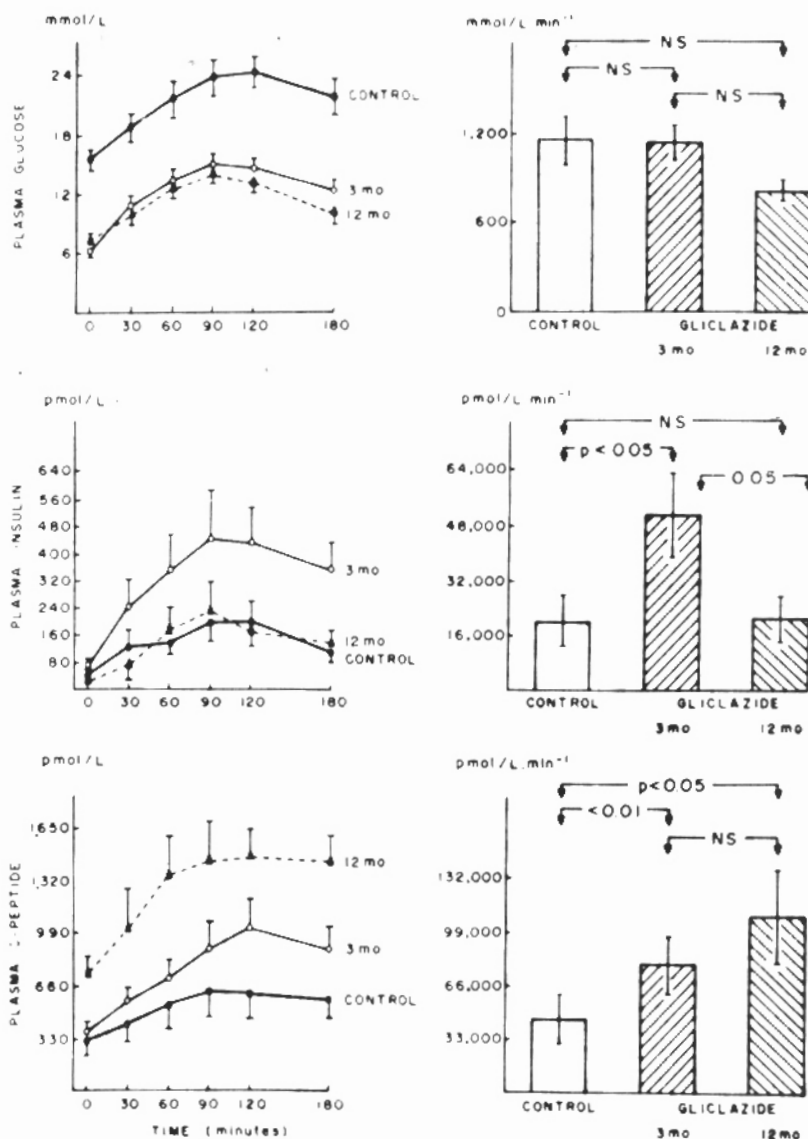 mmol/L
24
18
12
6
PLASMA GLUCOSE
CONTROL
3 mo
12 mo
0 30 60 90 120 180
mmol/L min⁻¹
NS
NS
NS
1,200
600
0
CONTROL GLICLAZIDE
3 mo 12 mo
pmol/L
640
560
480
400
320
240
160
80
PLASMA INSULIN
3 mo
12 mo
CONTROL
0 30 60 90 120 180
pmol/L min⁻¹
NS
p<0.05
0.05
64,000
48,000
32,000
16,000
CONTROL GLICLAZIDE
3 mo 12 mo
pmol/L
1,650
1,320
990
660
330
PLASMA C-PEPTIDE
12 mo
3 mo
CONTROL
0 30 60 90 120 180
TIME (minutes)
pmol/L. min⁻¹
p<0.05
<0.01
NS
132,000
99,000
66,000
33,000
CONTROL GLICLAZIDE
3 mo 12 mo